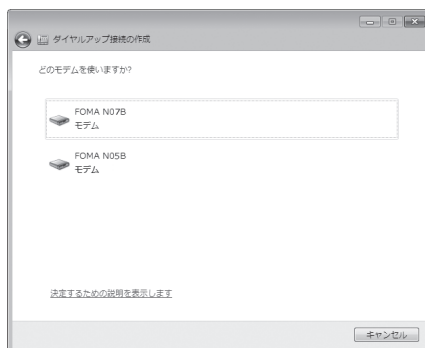 ダイヤルアップ接続の作成
どのモデムを使いますか?
FOMA N07B
モデム
FOMA N05B
モデム
決定するための説明を表示します
キャンセル